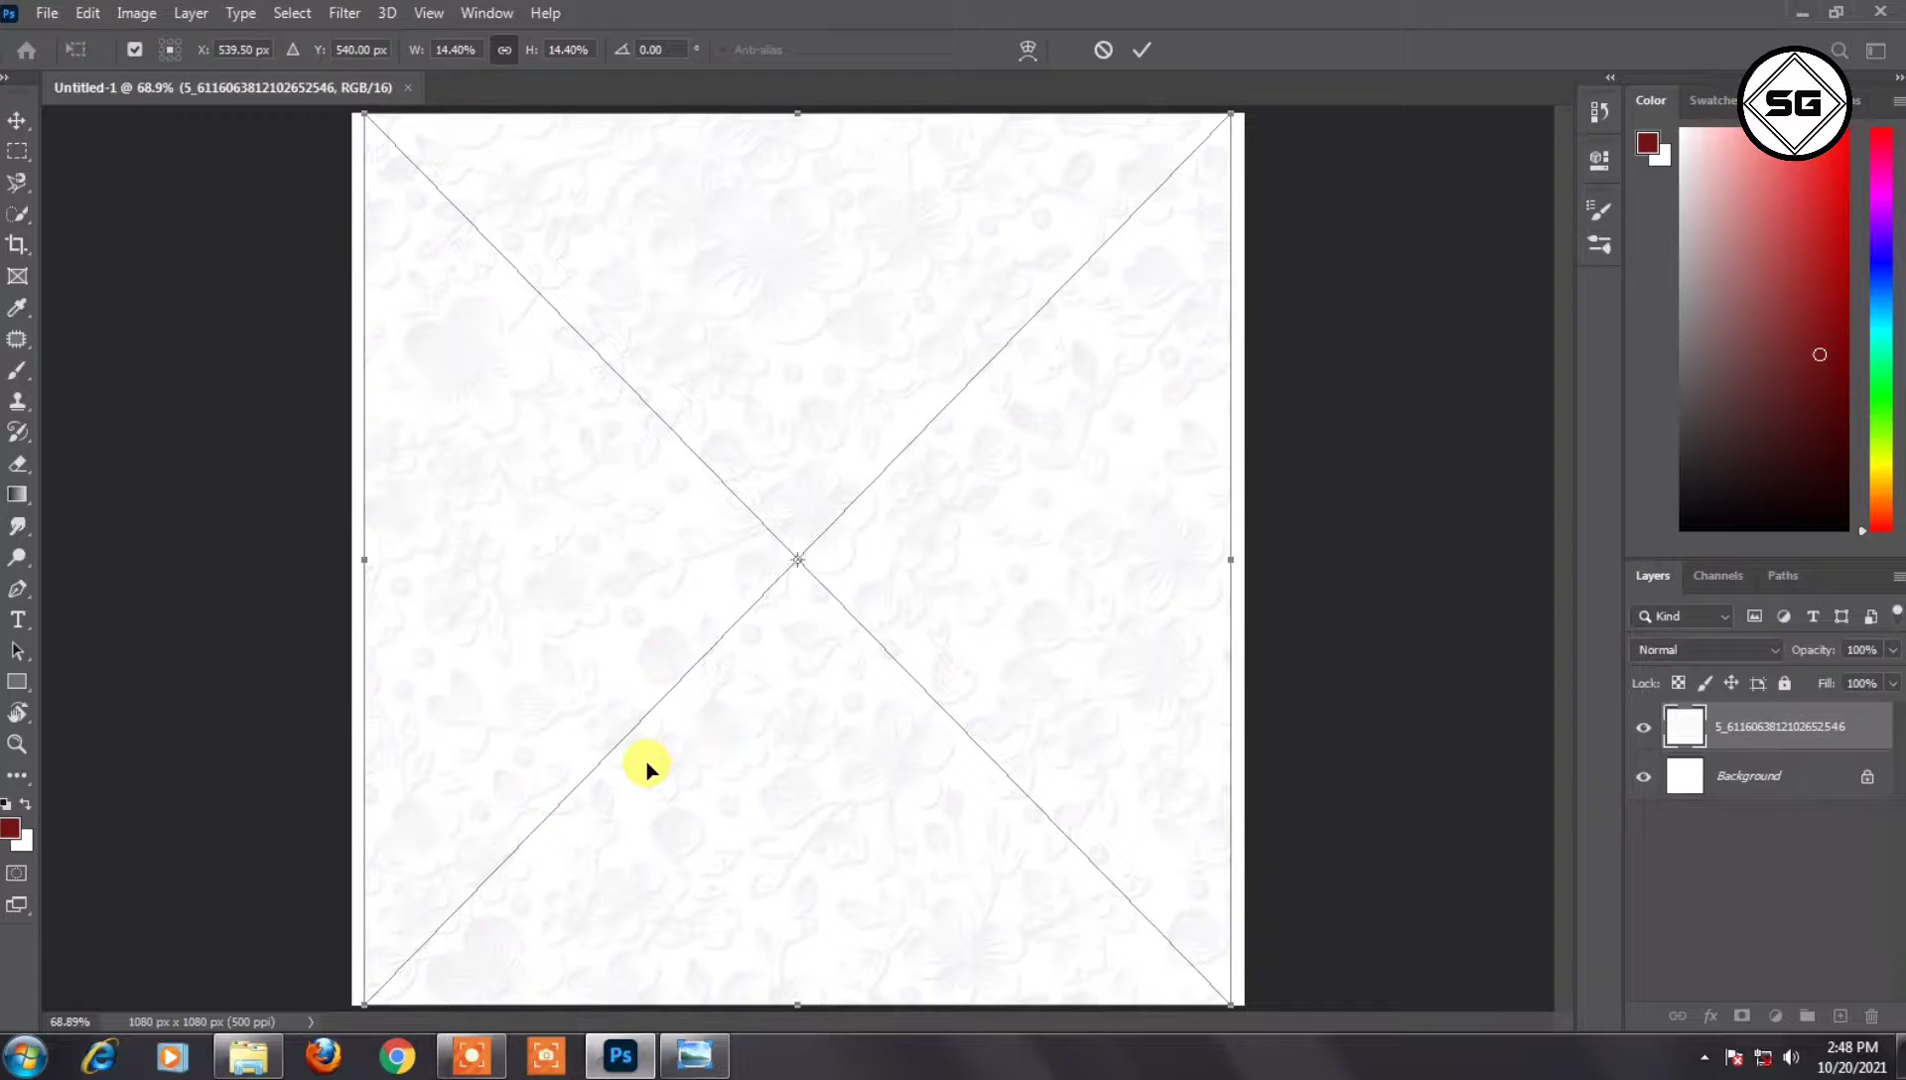 Ps File Edit Image Layer Type Select Filter 3D View Window Help
X: 539.50 px Y: 540.00 px W: 14.40% H: 14.40% 0.00 ° Anti-alias
Untitled-1 @ 68.9% (5_6116063812102652546, RGB/16) ×
Color Swatche
SG
Layers Channels Paths
Kind
Normal Opacity: 100%
Lock: Fill: 100%
5_6116063812102652546
Background
fx
68.89% 1080 px x 1080 px (500 ppi)
Ps
2:48 PM
10/20/2021